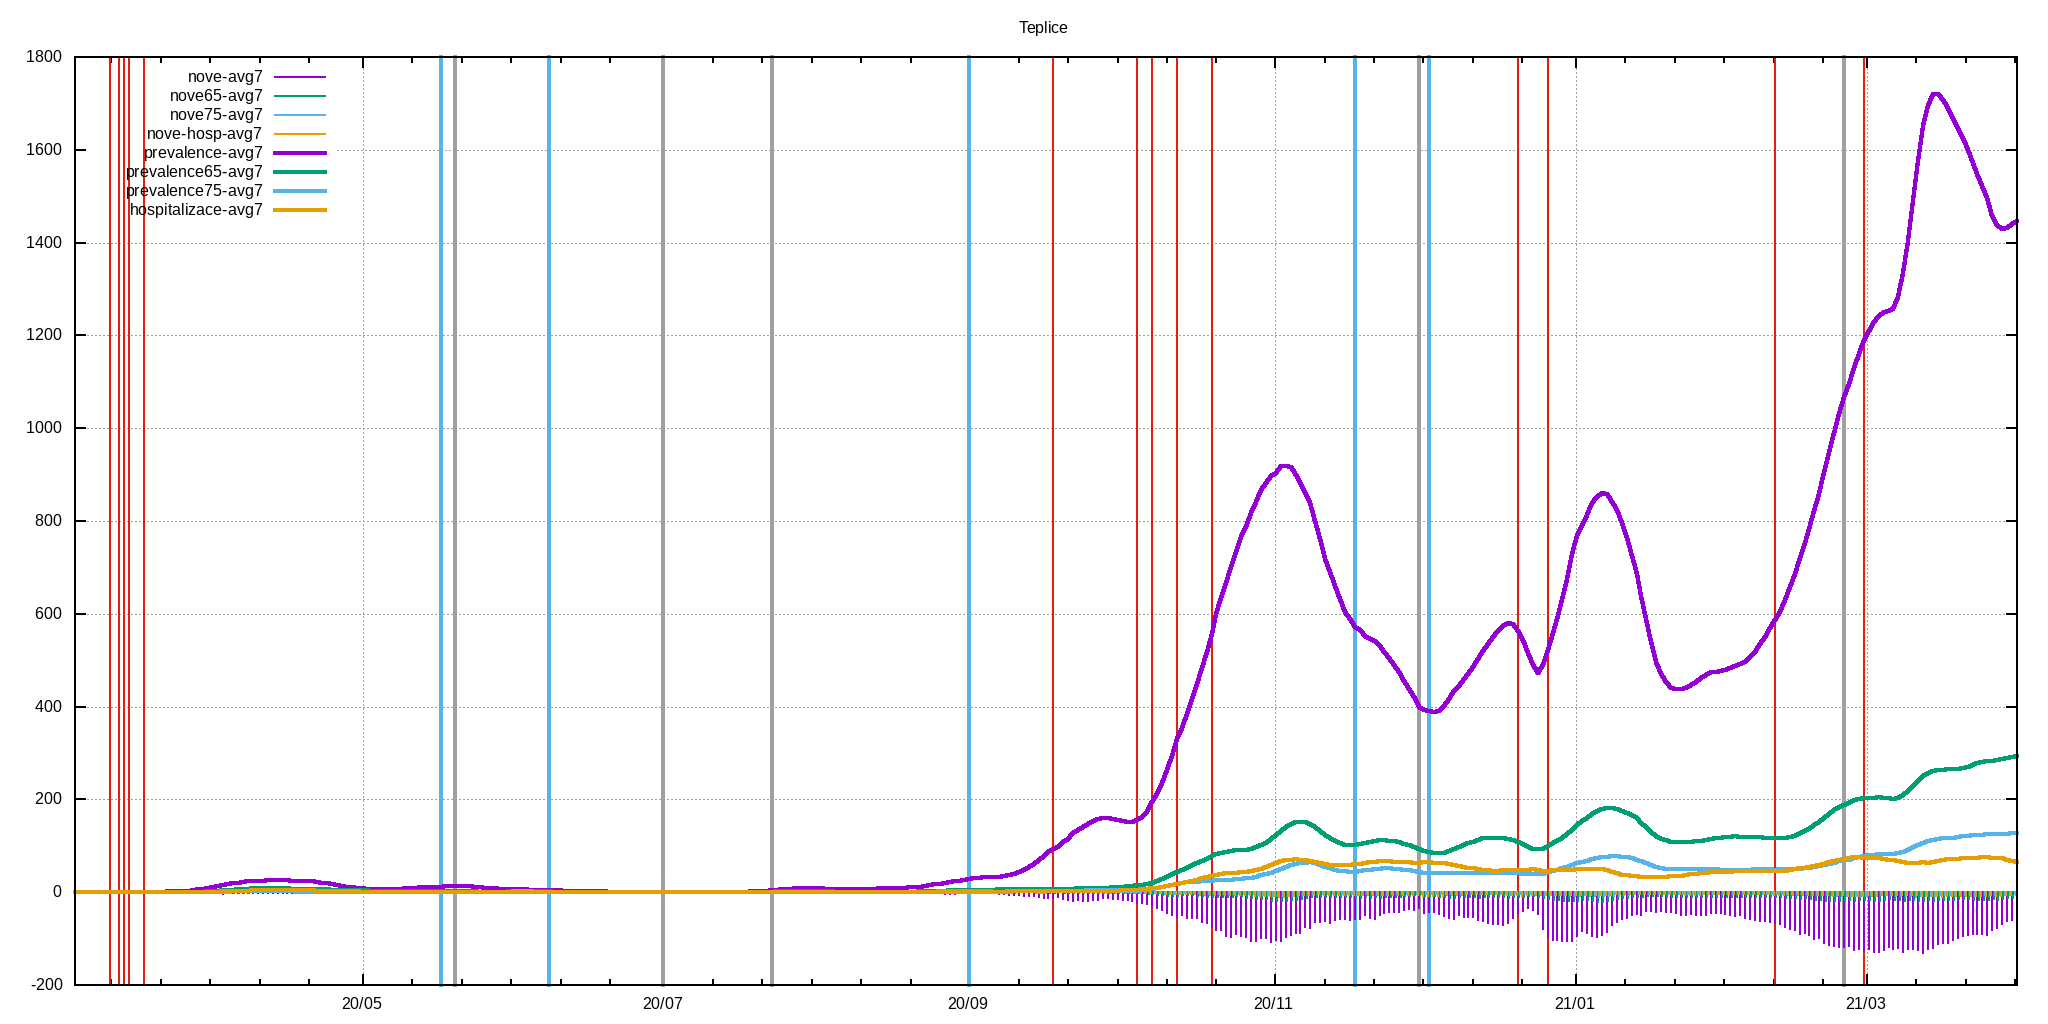 Teplice
1800
1600
1400
1200
1000
800
600
400
200
0
-200
nove-avg7
nove65-avg7
nove75-avg7
nove-hosp-avg7
prevalence-avg7
prevalence65-avg7
prevalence75-avg7
hospitalizace-avg7
20/05
20/07
20/09
20/11
21/01
21/03